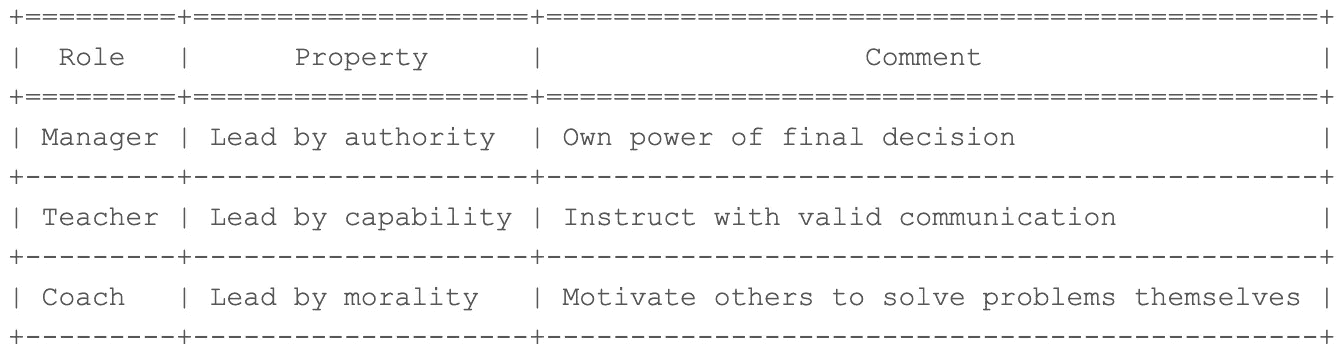 +=========+====================+==============================================+
|  Role   |      Property      |                   Comment                    |
+=========+====================+==============================================+
| Manager | Lead by authority  | Own power of final decision                  |
+---------+--------------------+----------------------------------------------+
| Teacher | Lead by capability | Instruct with valid communication            |
+---------+--------------------+----------------------------------------------+
| Coach   | Lead by morality   | Motivate others to solve problems themselves |
+---------+--------------------+----------------------------------------------+